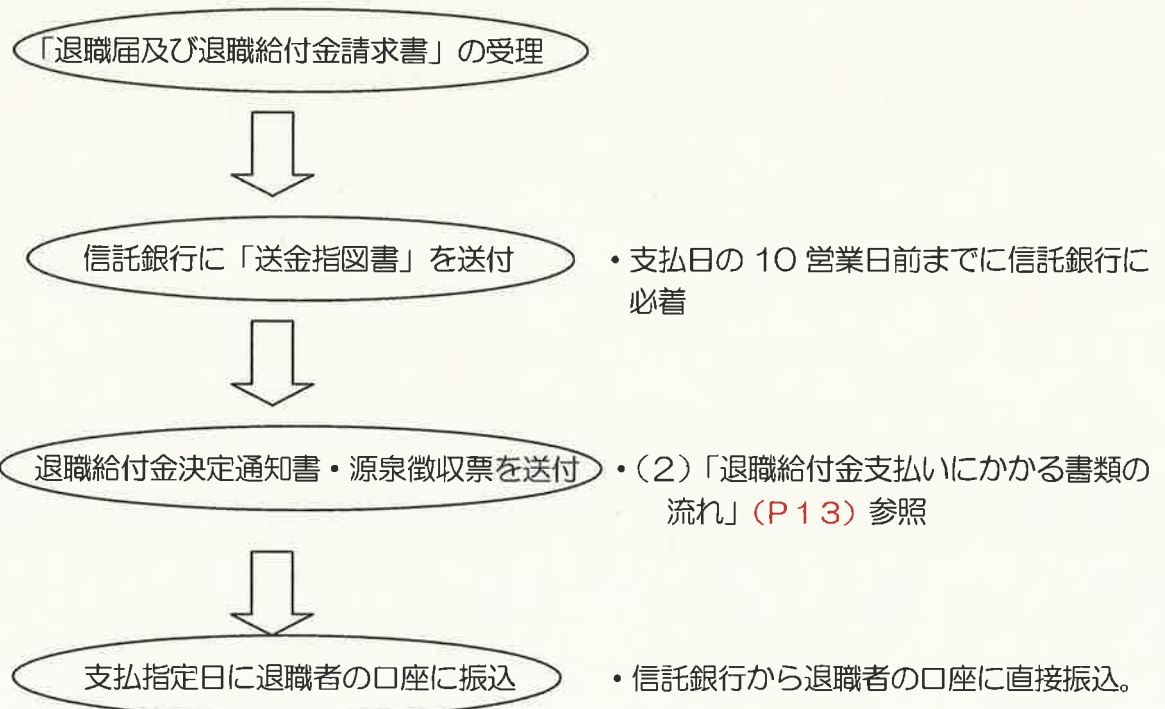 「退職届及び退職給付金請求書」の受理
信託銀行に「送金指図書」を送付
・支払日の 10 営業日前までに信託銀行に
必着
退職給付金決定通知書・源泉徴収票を送付
・(2)「退職給付金支払いにかかる書類の
流れ」(P13)参照
支払指定日に退職者の口座に振込
・信託銀行から退職者の口座に直接振込。